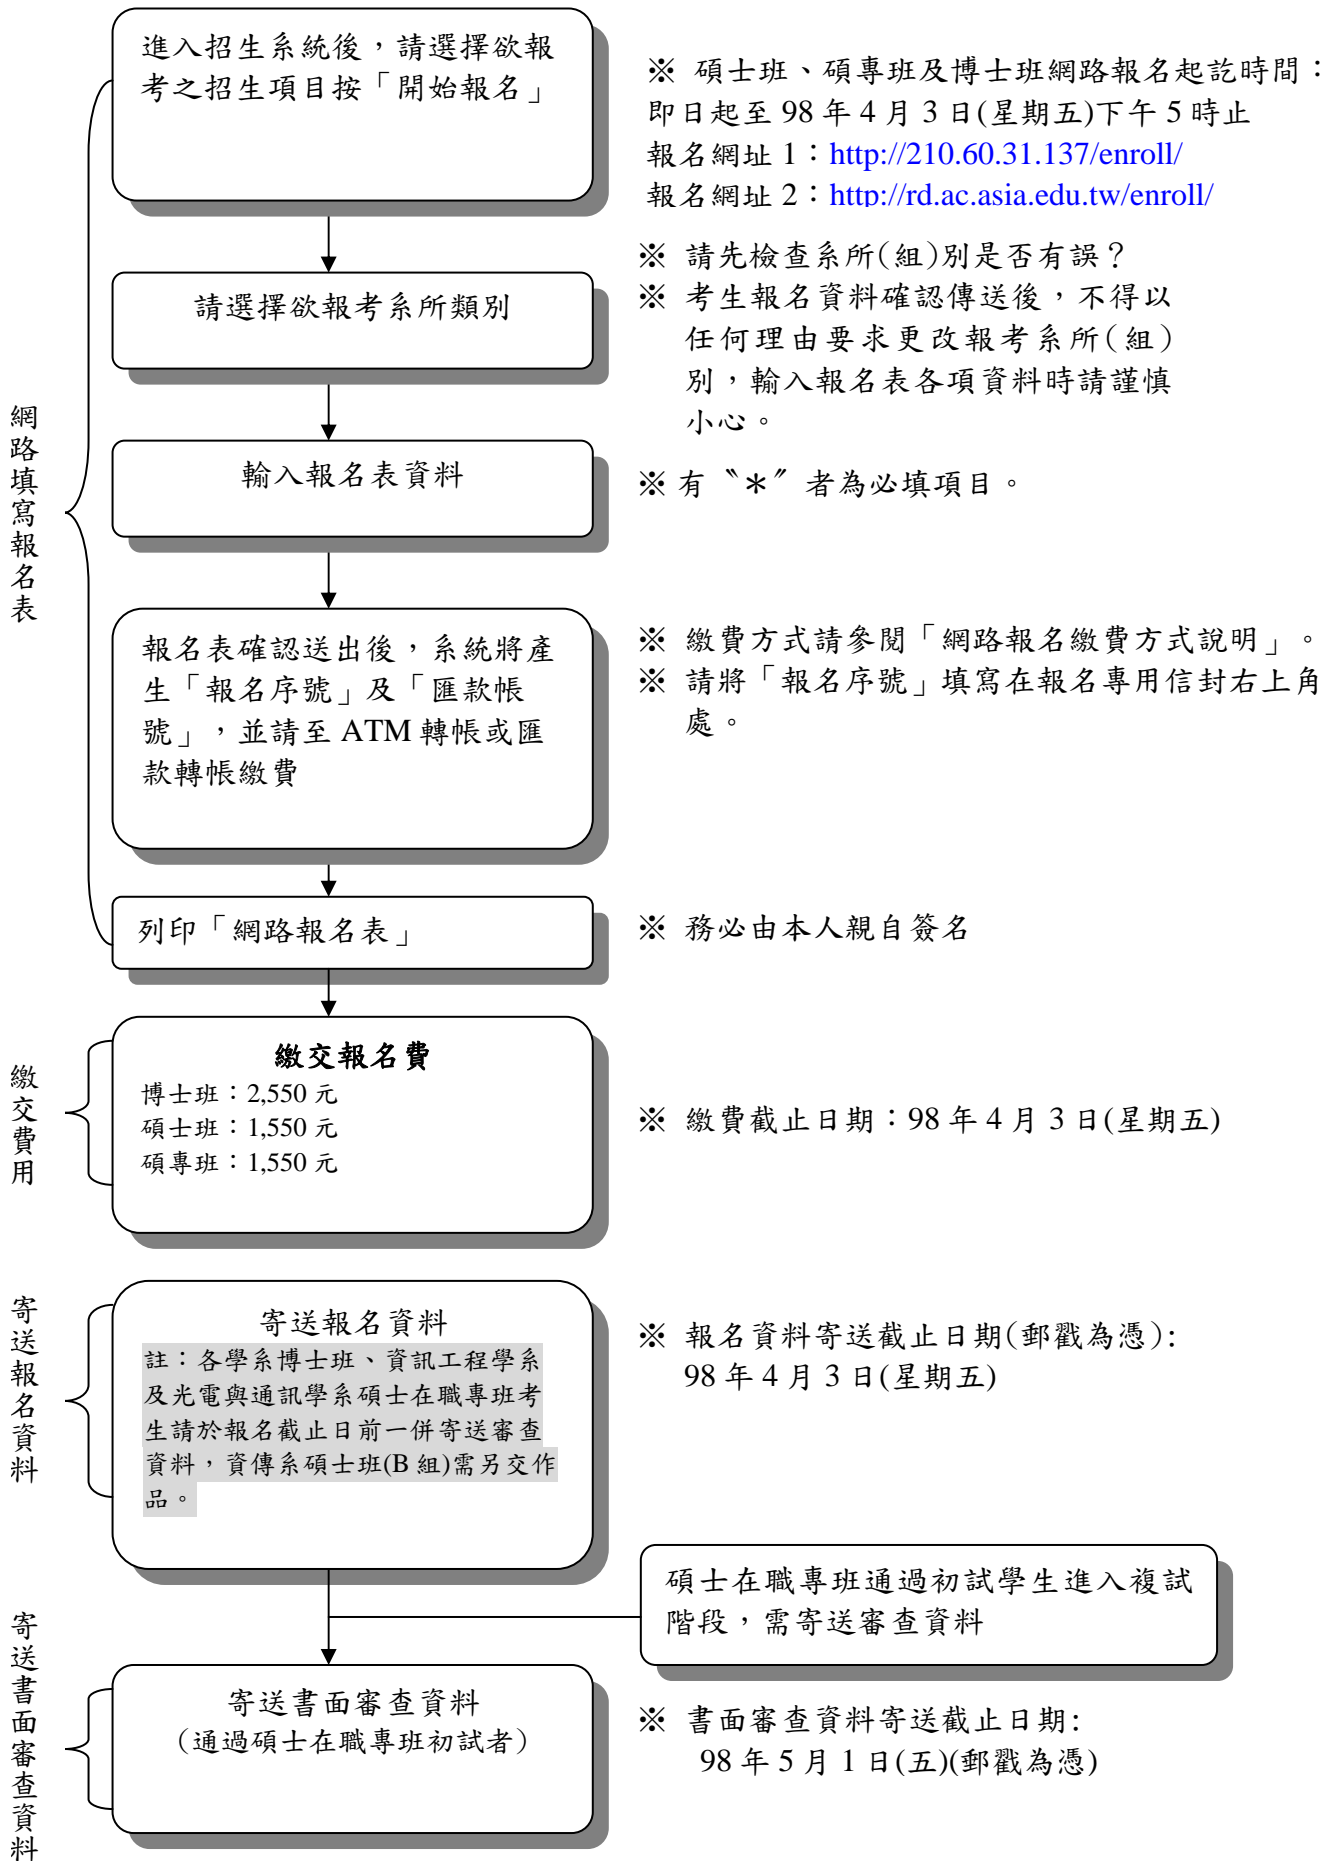 網路填寫報名表
進入招生系統後，請選擇欲報
考之招生項目按「開始報名」
※ 碩士班、碩專班及博士班網路報名起訖時間：
即日起至 98 年 4 月 3 日(星期五)下午 5 時止
報名網址 1：http://210.60.31.137/enroll/
報名網址 2：http://rd.ac.asia.edu.tw/enroll/
請選擇欲報考系所類別
※ 請先檢查系所(組)別是否有誤？
※ 考生報名資料確認傳送後，不得以
任何理由要求更改報考系所(組)
別，輸入報名表各項資料時請謹慎
小心。
輸入報名表資料
※ 有〝＊〞者為必填項目。
報名表確認送出後，系統將產
生「報名序號」及「匯款帳
號」，並請至 ATM 轉帳或匯
款轉帳繳費
※ 繳費方式請參閱「網路報名繳費方式說明」。
※ 請將「報名序號」填寫在報名專用信封右上角
處。
列印「網路報名表」
※ 務必由本人親自簽名
繳交費用
繳交報名費
博士班：2,550 元
碩士班：1,550 元
碩專班：1,550 元
※ 繳費截止日期：98 年 4 月 3 日(星期五)
寄送報名資料
寄送報名資料
註：各學系博士班、資訊工程學系
及光電與通訊學系碩士在職專班考
生請於報名截止日前一併寄送審查
資料，資傳系碩士班(B 組)需另交作
品。
※ 報名資料寄送截止日期(郵戳為憑):
98 年 4 月 3 日(星期五)
碩士在職專班通過初試學生進入複試
階段，需寄送審查資料
寄送書面審查資料
寄送書面審查資料
（通過碩士在職專班初試者）
※ 書面審查資料寄送截止日期:
98 年 5 月 1 日(五)(郵戳為憑)